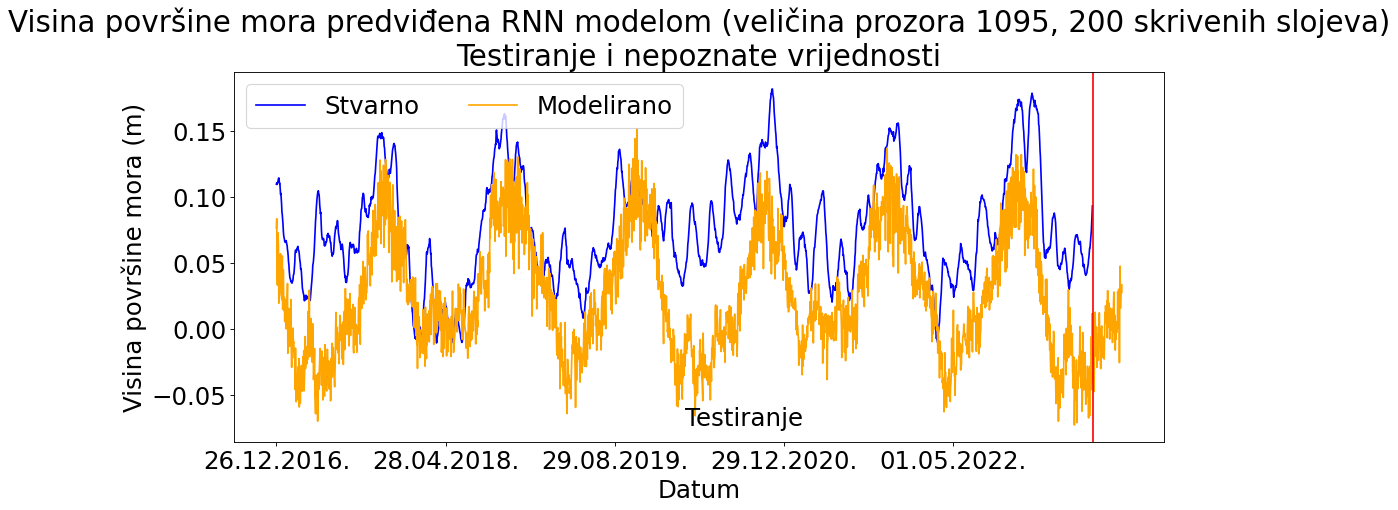 Visina površine mora predviđena RNN modelom (veličina prozora 1095, 200 skrivenih slojeva)
Testiranje i nepoznate vrijednosti
Stvarno Modelirano
Visina površine mora (m)
0.15
0.10
0.05
0.00
−0.05
Testiranje
26.12.2016. 28.04.2018. 29.08.2019. 29.12.2020. 01.05.2022.
Datum